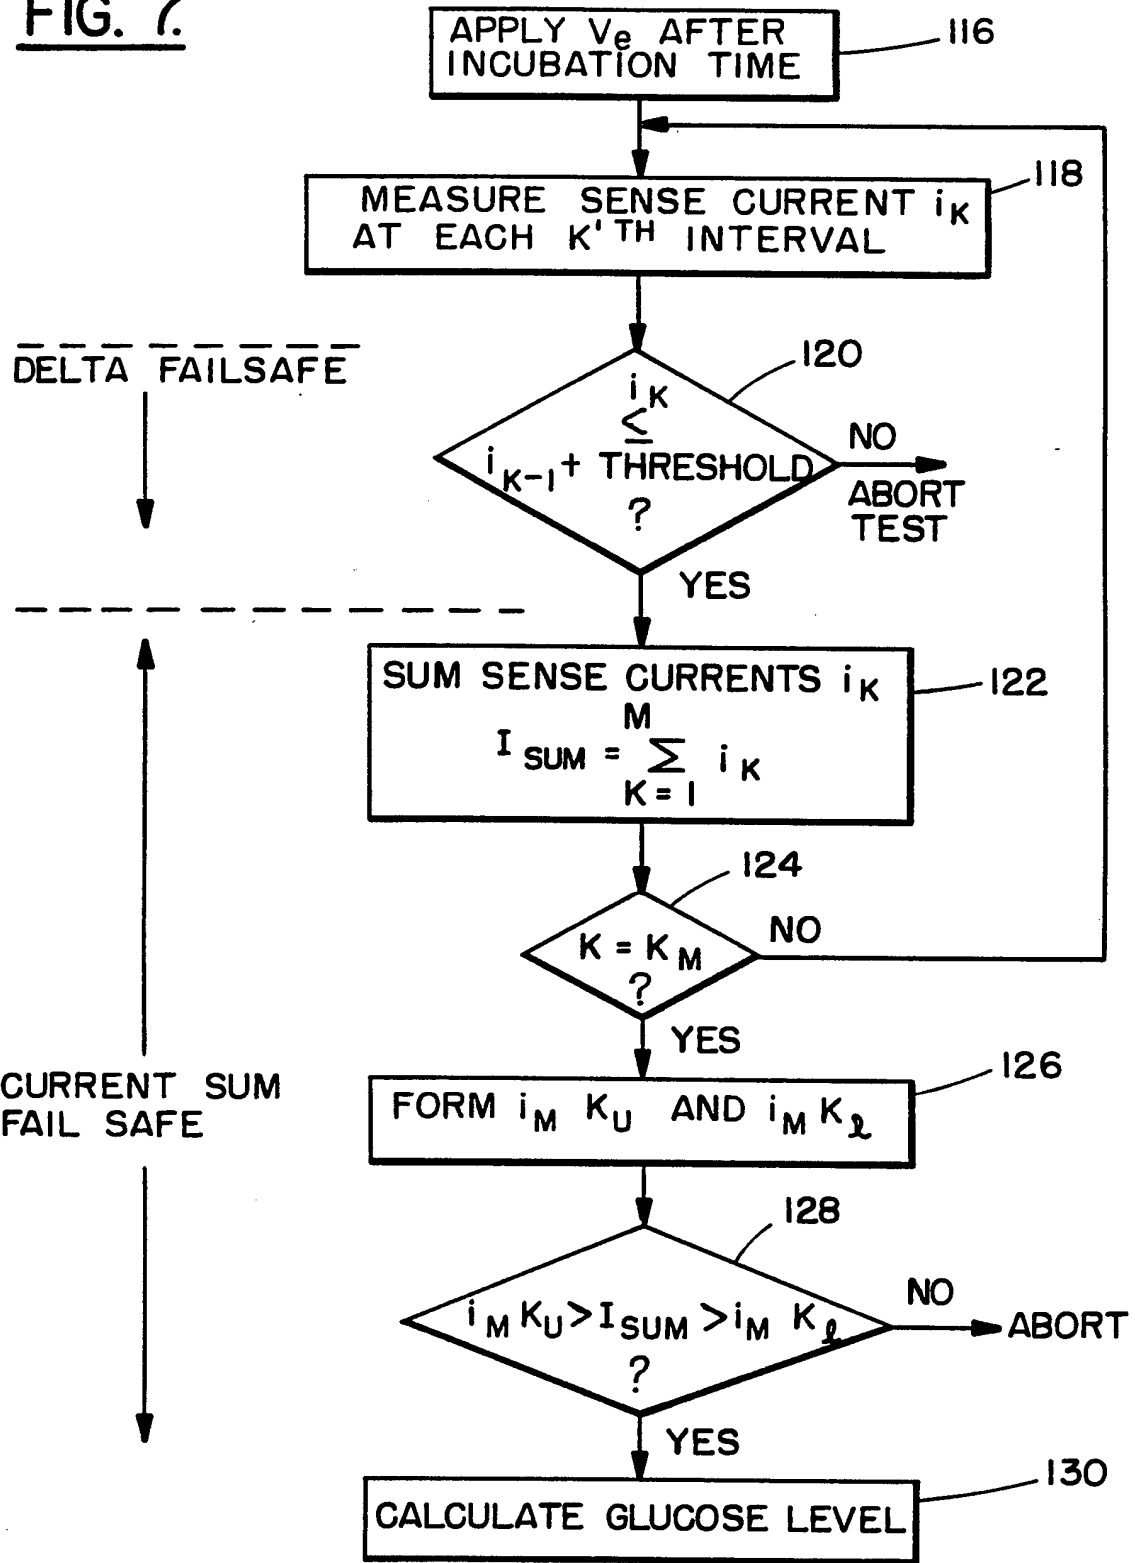 FIG. 7.
APPLY Ve AFTER
INCUBATION TIME
116
MEASURE SENSE CURRENT iK
AT EACH K'TH INTERVAL
118
DELTA FAILSAFE
120
iK
≤
iK-1 + THRESHOLD
?
NO
ABORT
TEST
YES
SUM SENSE CURRENTS iK
M
ISUM = Σ iK
K = 1
122
124
K = KM
?
NO
YES
CURRENT SUM
FAIL SAFE
FORM iM KU AND iM Kℓ
126
128
iM KU > ISUM > iM Kℓ
?
NO
ABORT
YES
CALCULATE GLUCOSE LEVEL
130